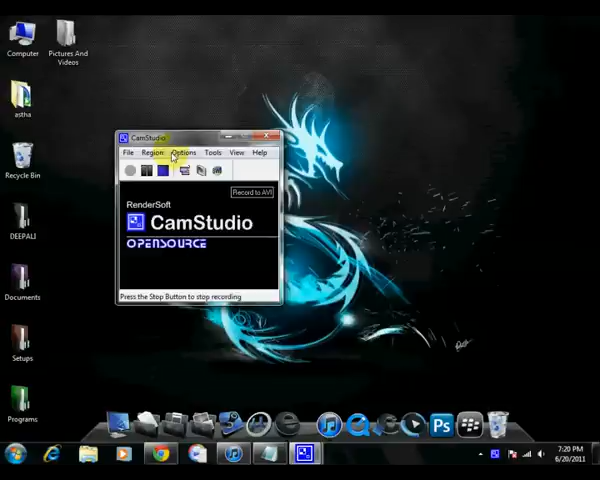 Computer
Pictures And
Videos
astha
Recycle Bin
DEEPALI
Documents
Setups
Programs
CamStudio
File Region Options Tools View Help
Record to AVI
RenderSoft
CamStudio
OPENSOURCE
Press the Stop Button to stop recording
Ps
7:20 PM
6/20/2011